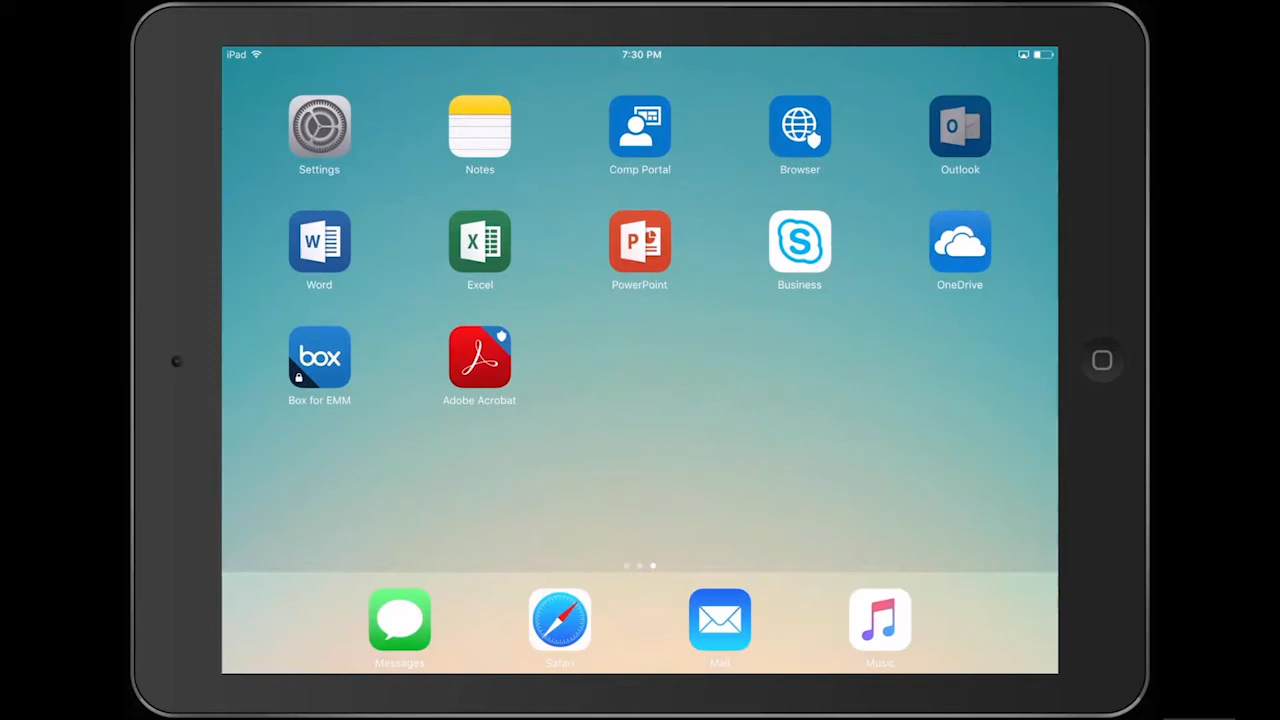 iPad 7:30 PM
Settings Notes Comp Portal Browser Outlook
Word Excel PowerPoint Business OneDrive
box
Box for EMM Adobe Acrobat
Messages Safari Mail Music